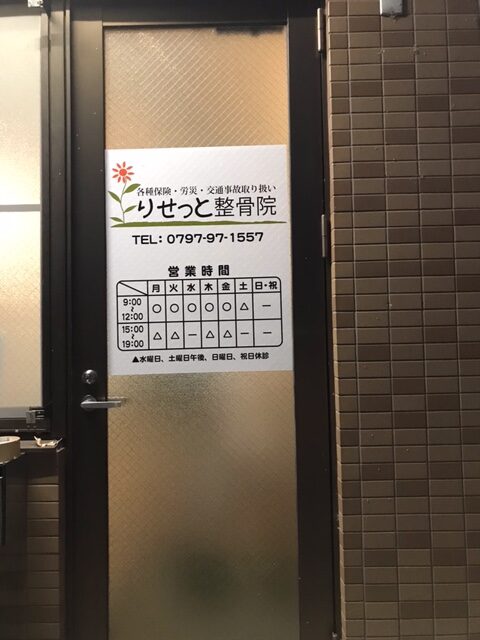 各種保険・労災・交通事故取り扱い
りせっと整骨院
TEL: 0797-97-1557
営業時間
月 火 水 木 金 土 日・祝
9:00~12:00 ○ ○ ○ ○ ○ △ ー
15:00~19:00 △ △ ー △ △ ー ー
▲水曜日、土曜日午後、日曜日、祝日休診